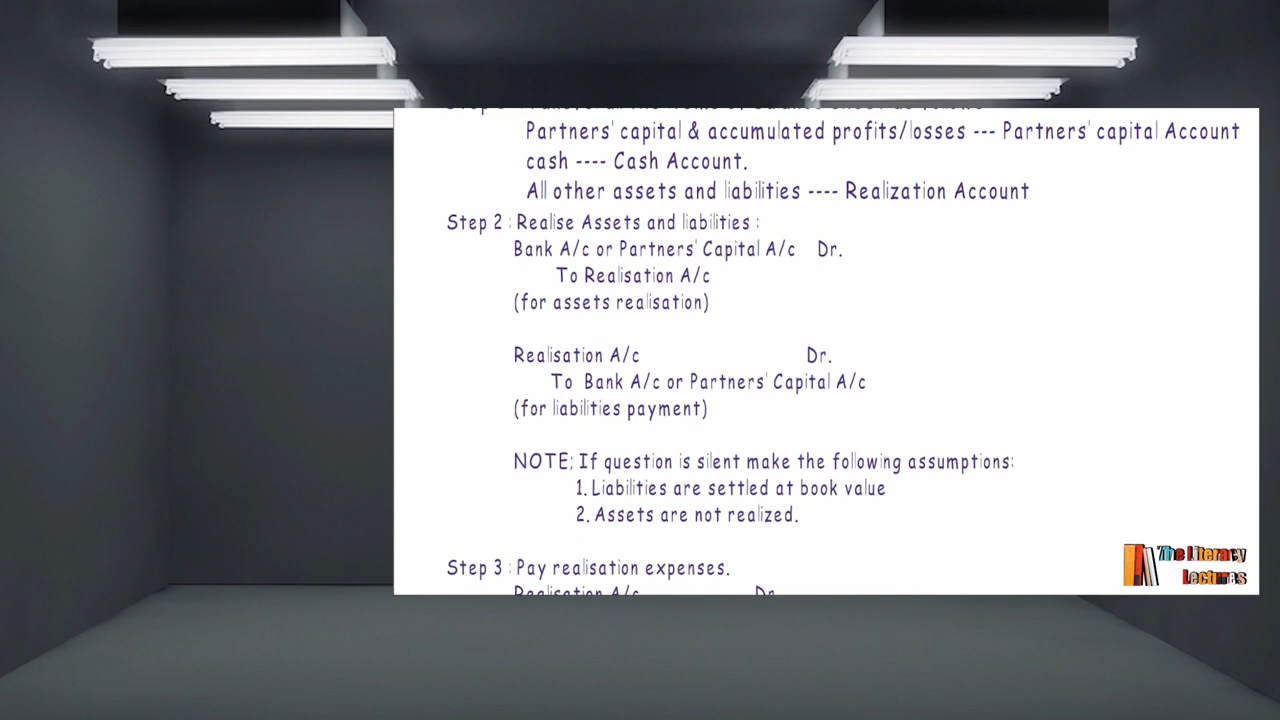 Partners' capital & accumulated profits/losses --- Partners' capital Account
cash ---- Cash Account.
All other assets and liabilities ---- Realization Account
Step 2 : Realise Assets and liabilities :
Bank A/c or Partners' Capital A/c Dr.
To Realisation A/c
(for assets realisation)
Realisation A/c Dr.
To Bank A/c or Partners' Capital A/c
(for liabilities payment)
NOTE; If question is silent make the following assumptions:
1. Liabilities are settled at book value
2. Assets are not realized.
Step 3 : Pay realisation expenses.
Realisation A/c Dr.
The Literacy
Lectures